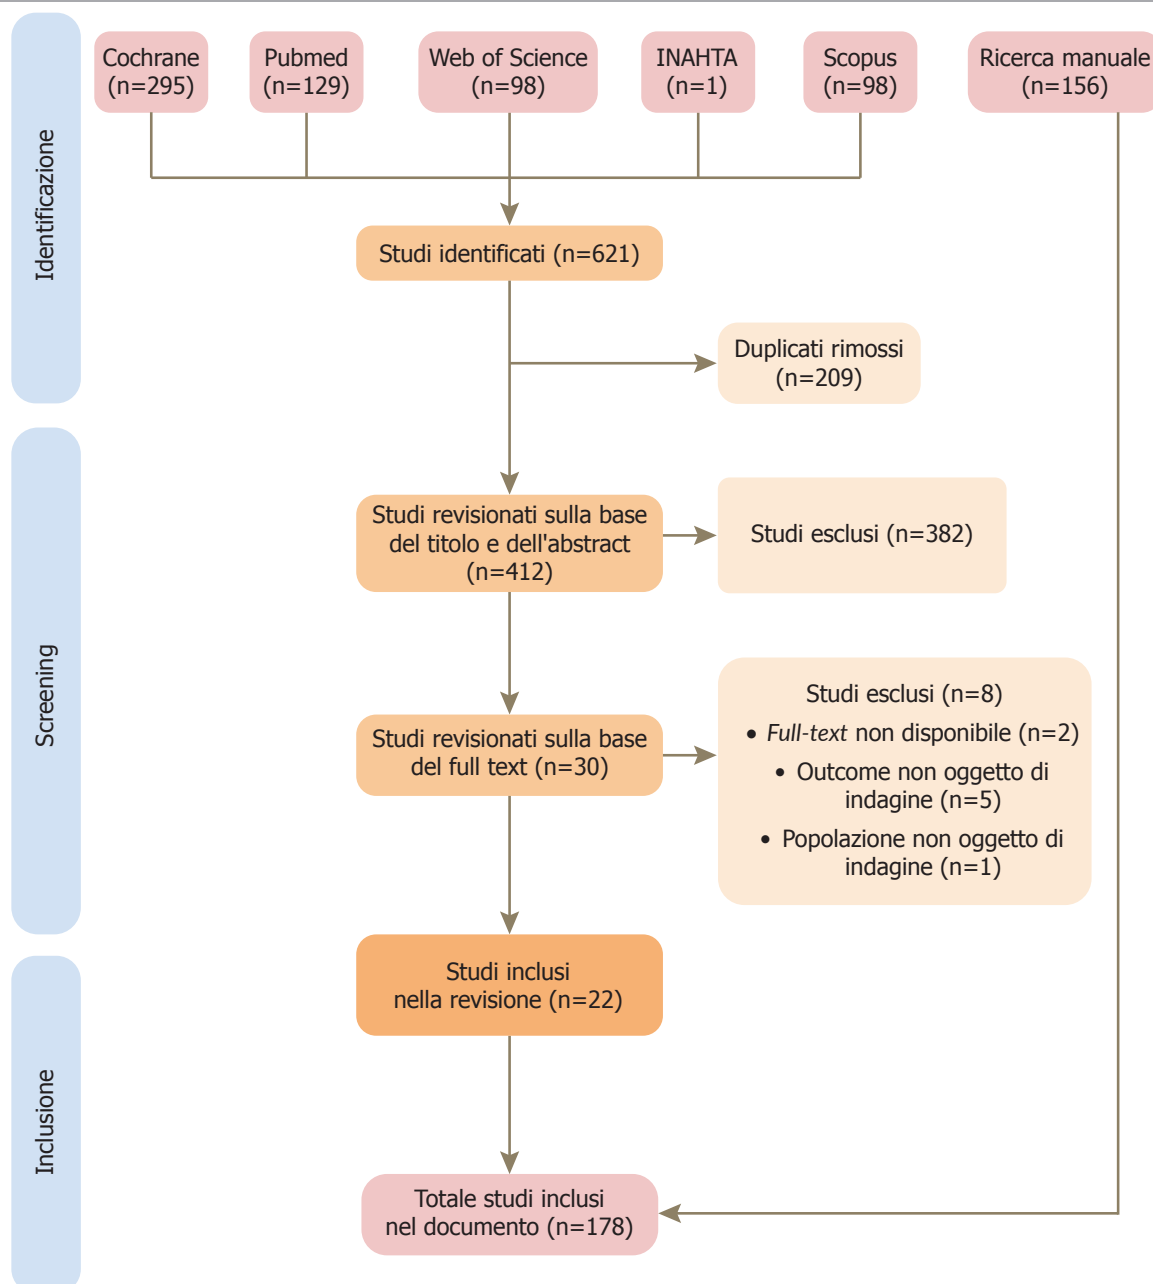 Identificazione
Cochrane
(n=295)
Pubmed
(n=129)
Web of Science
(n=98)
INAHTA
(n=1)
Scopus
(n=98)
Ricerca manuale
(n=156)
Studi identificati (n=621)
Duplicati rimossi
(n=209)
Screening
Studi revisionati sulla base
del titolo e dell'abstract
(n=412)
Studi esclusi (n=382)
Studi revisionati sulla base
del full text (n=30)
Studi esclusi (n=8)
• Full-text non disponibile (n=2)
• Outcome non oggetto di
indagine (n=5)
• Popolazione non oggetto di
indagine (n=1)
Inclusione
Studi inclusi
nella revisione (n=22)
Totale studi inclusi
nel documento (n=178)